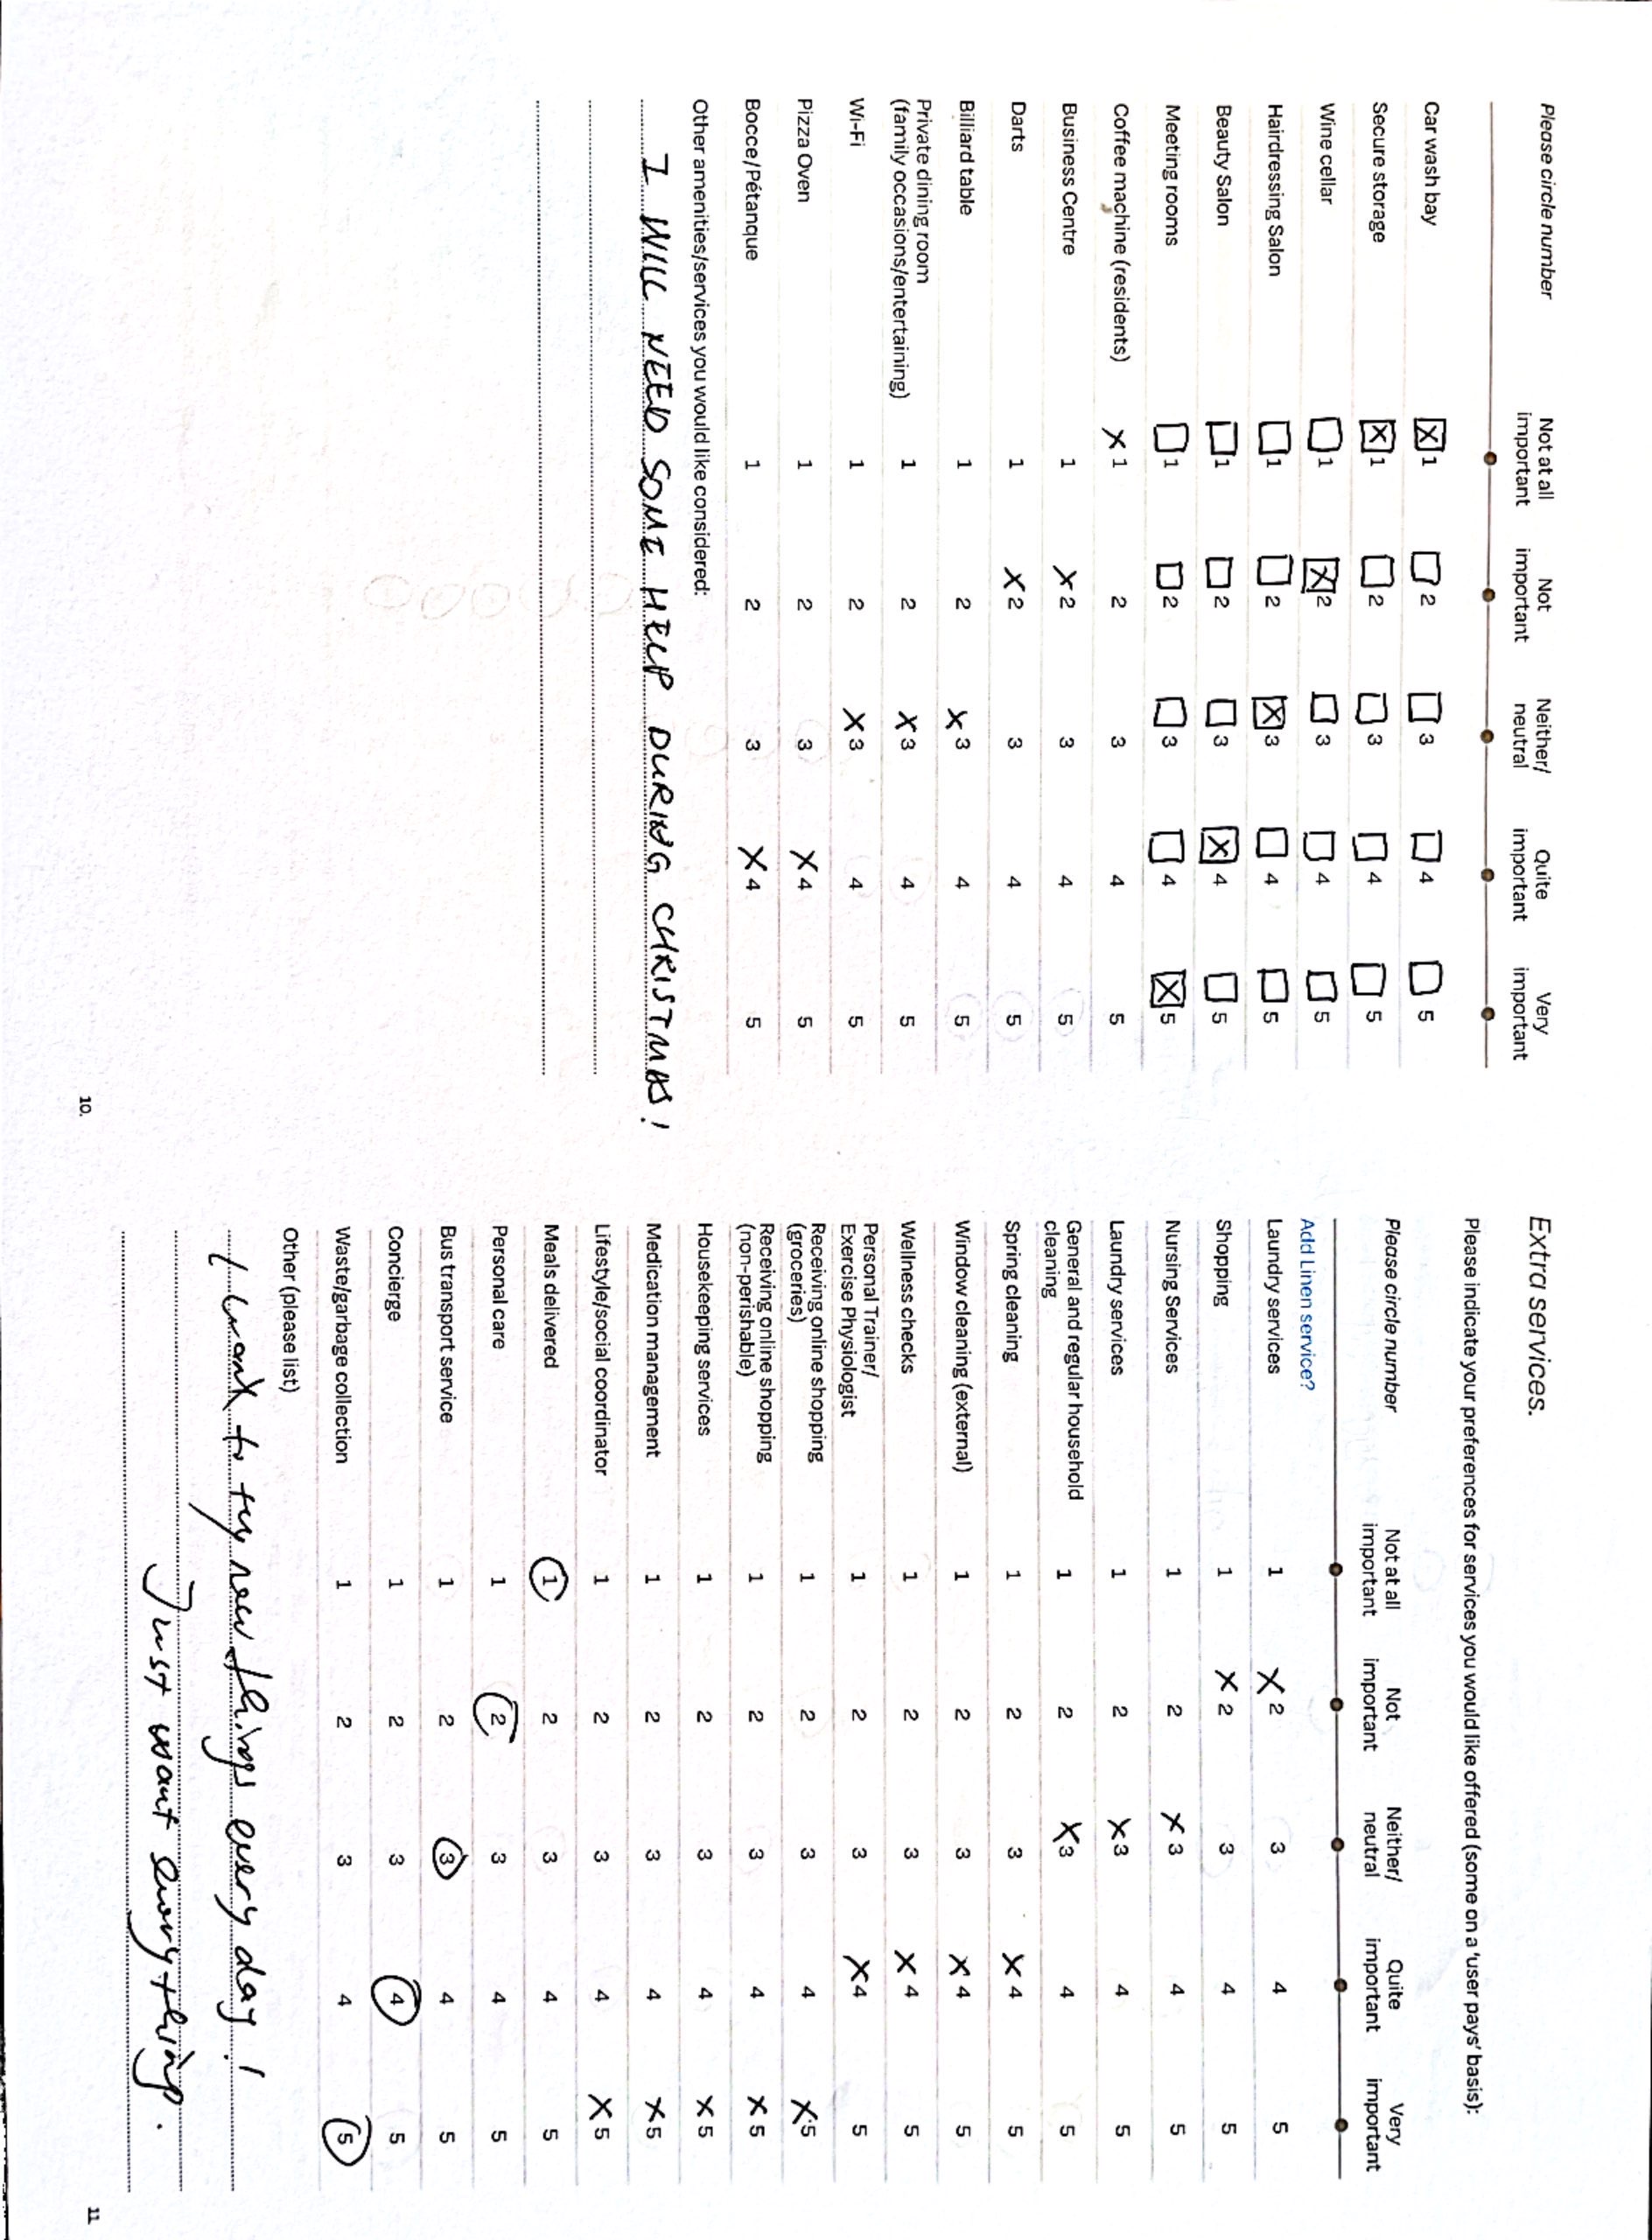 Please circle number Not at all important Not important Neither/ neutral Quite important Very important
Car wash bay X 1 2 3 4 5
Secure storage X 1 2 3 4 5
Wine cellar 1 X 2 3 4 5
Hairdressing Salon 1 2 X 3 4 5
Beauty Salon 1 2 3 X 4 5
Meeting rooms 1 2 3 4 X 5
Coffee machine (residents) X 1 2 3 4 5
Business Centre 1 X 2 3 4 5
Darts 1 X 2 3 4 5
Billiard table 1 2 X 3 4 5
Private dining room
(family occasions/entertaining) 1 2 X 3 4 5
Wi-Fi 1 2 X 3 4 5
Pizza Oven 1 2 3 X 4 5
Bocce/Pétanque 1 2 3 X 4 5
Other amenities/services you would like considered:
I WILL NEED SOME HELP DURING CHRISTMAS!
10.
Extra services.
Please indicate your preferences for services you would like offered (some on a 'user pays' basis):
Please circle number Not at all important Not important Neither/ neutral Quite important Very important
Add Linen service?
Laundry services 1 X 2 3 4 5
Shopping 1 X 2 3 4 5
Nursing Services 1 2 X 3 4 5
Laundry services 1 2 X 3 4 5
General and regular household
cleaning 1 2 X 3 4 5
Spring cleaning 1 2 3 X 4 5
Window cleaning (external) 1 2 3 X 4 5
Wellness checks 1 2 3 X 4 5
Personal Trainer/
Exercise Physiologist 1 2 3 X 4 5
Receiving online shopping
(groceries) 1 2 3 4 X 5
Receiving online shopping
(non-perishable) 1 2 3 4 X 5
Housekeeping services 1 2 3 4 X 5
Medication management 1 2 3 4 X 5
Lifestyle/social coordinator 1 2 3 4 X 5
Meals delivered 1 2 3 4 5
Personal care 1 2 3 4 5
Bus transport service 1 2 3 4 5
Concierge 1 2 3 4 5
Waste/garbage collection 1 2 3 4 5
Other (please list)
I want to try new things every day!
Just want everything.
11